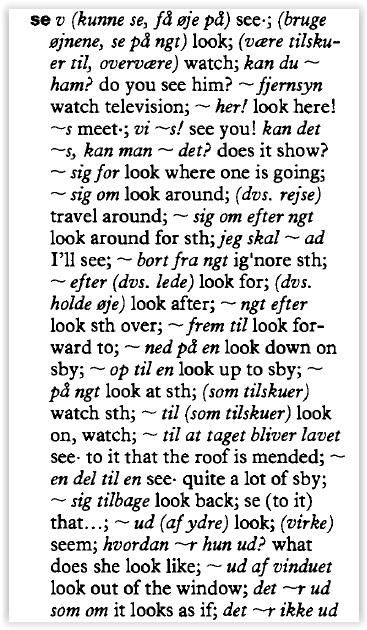 se v (kunne se, få øje på) see·; (bruge
øjnene, se på ngt) look; (være tilsku-
er til, overvære) watch; kan du ~
ham? do you see him? ~ fjernsyn
watch television; ~ her! look here!
~s meet·; vi ~s! see you! kan det
~s, kan man ~ det? does it show?
~ sig for look where one is going;
~ sig om look around; (dvs. rejse)
travel around; ~ sig om efter ngt
look around for sth; jeg skal ~ ad
I'll see; ~ bort fra ngt ig'nore sth;
~ efter (dvs. lede) look for; (dvs.
holde øje) look after; ~ ngt efter
look sth over; ~ frem til look for-
ward to; ~ ned på en look down on
sby; ~ op til en look up to sby; ~
på ngt look at sth; (som tilskuer)
watch sth; ~ til (som tilskuer) look
on, watch; ~ til at taget bliver lavet
see· to it that the roof is mended; ~
en del til en see· quite a lot of sby;
~ sig tilbage look back; se (to it)
that...; ~ ud (af ydre) look; (virke)
seem; hvordan ~r hun ud? what
does she look like; ~ ud af vinduet
look out of the window; det ~r ud
som om it looks as if; det ~r ikke ud